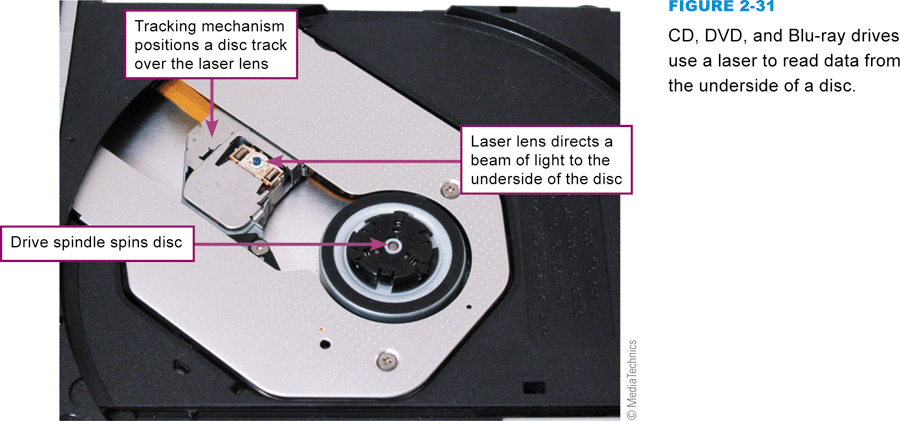 Tracking mechanism
positions a disc track
over the laser lens
Laser lens directs a
beam of light to the
underside of the disc
Drive spindle spins disc
© MediaTechnics
FIGURE 2-31
CD, DVD, and Blu-ray drives
use a laser to read data from
the underside of a disc.